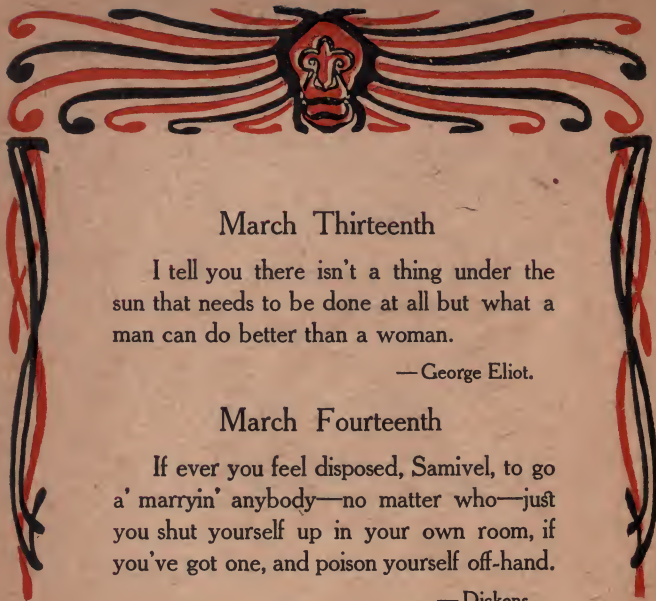 March Thirteenth
I tell you there isn't a thing under the
sun that needs to be done at all but what a
man can do better than a woman.
—George Eliot.
March Fourteenth
If ever you feel disposed, Samivel, to go
a' marryin' anybody—no matter who—just
you shut yourself up in your own room, if
you've got one, and poison yourself off-hand.
—Dickens.